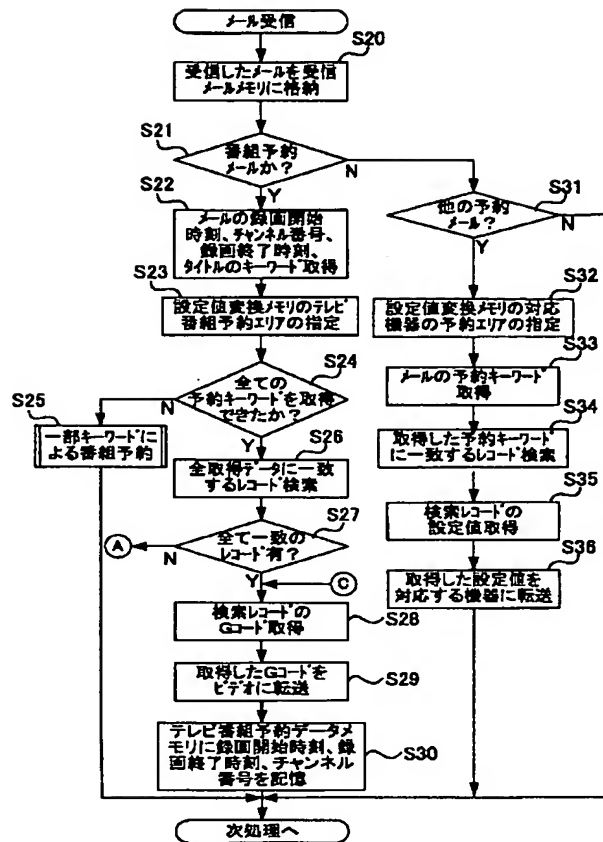 メール受信
S20
受信したメールを受信
メールメモリに格納
S21
番組予約
メールか？
Y
N
S22
メールの録画開始
時刻、チャンネル番号、
録画終了時刻、
タイトルのキーワード取得
S23
設定値変換メモリのテレビ
番組予約エリアの指定
S24
全ての
予約キーワードを取得
できたか？
N
Y
S25
一部キーワードに
よる番組予約
S26
全取得データに一致
するレコード検索
S27
全て一致の
レコード有？
A
N
Y
C
検索レコードの
Gコード取得
S28
取得したGコードを
ビデオに転送
S29
テレビ番組予約データメ
モリに録画開始時刻、録
画終了時刻、チャンネル
番号を記憶
S30
次処理へ
S31
他の予約
メール？
N
Y
S32
設定値変換メモリの対応
機器の予約エリアの指定
S33
メールの予約キーワード
取得
S34
取得した予約キーワード
に一致するレコード検索
S35
検索レコードの
設定値取得
S36
取得した設定値を
対応する機器に転送